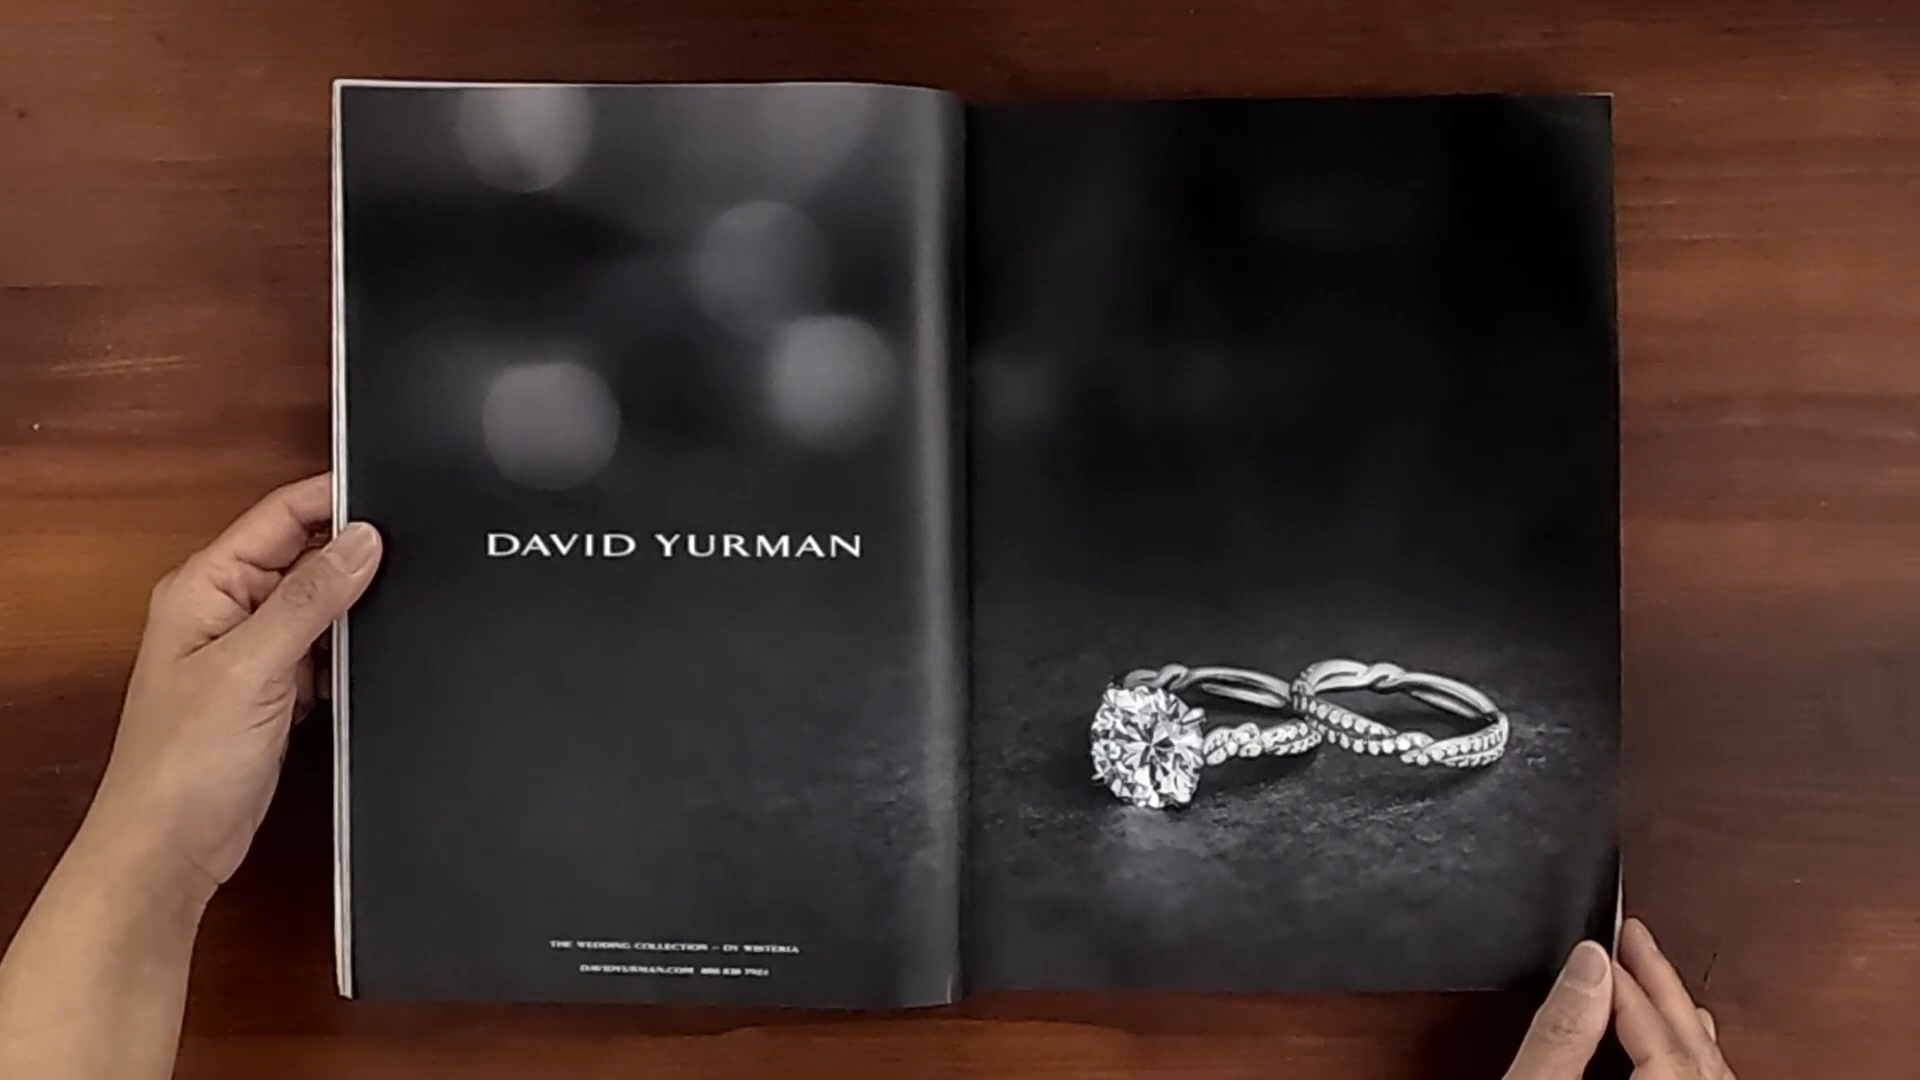 DAVID YURMAN
THE WEDDING COLLECTION – DY WISTERIA
DAVIDYURMAN.COM